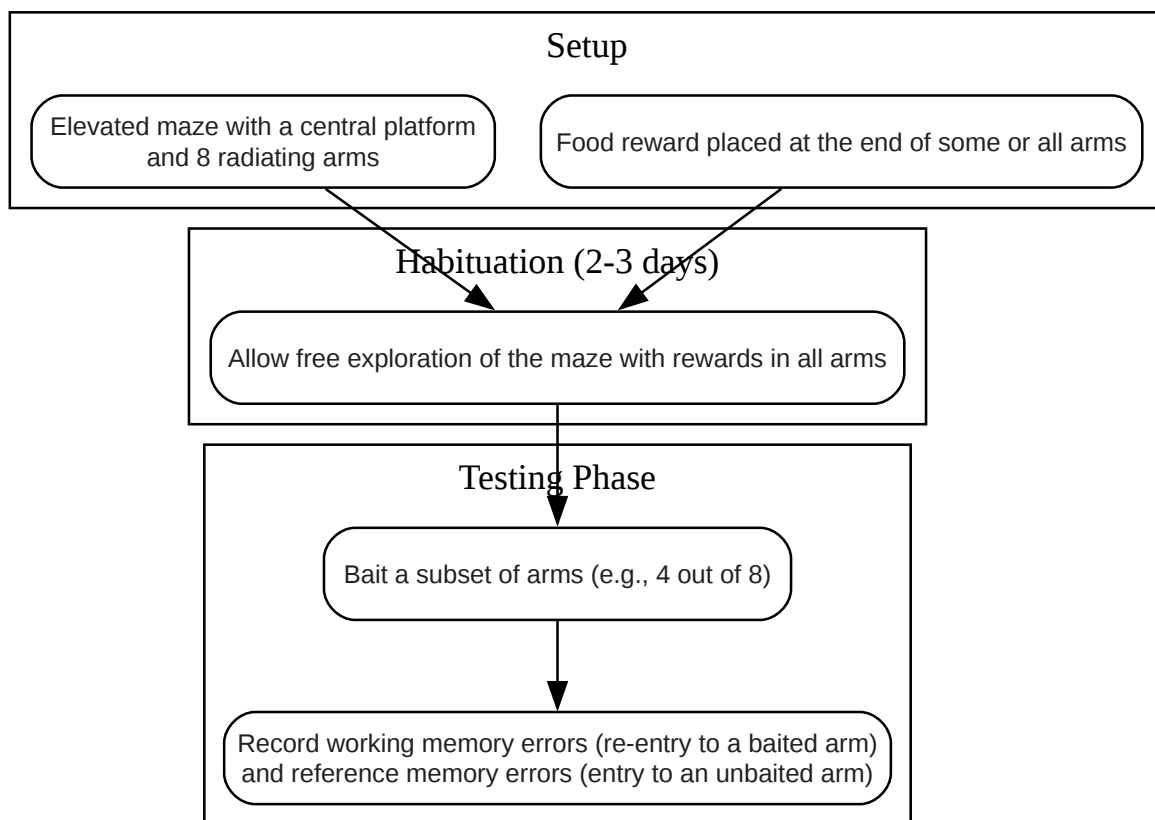 Setup
Elevated maze with a central platform
and 8 radiating arms
Food reward placed at the end of some or all arms
Habituation (2-3 days)
Allow free exploration of the maze with rewards in all arms
Testing Phase
Bait a subset of arms (e.g., 4 out of 8)
Record working memory errors (re-entry to a baited arm)
and reference memory errors (entry to an unbaited arm)